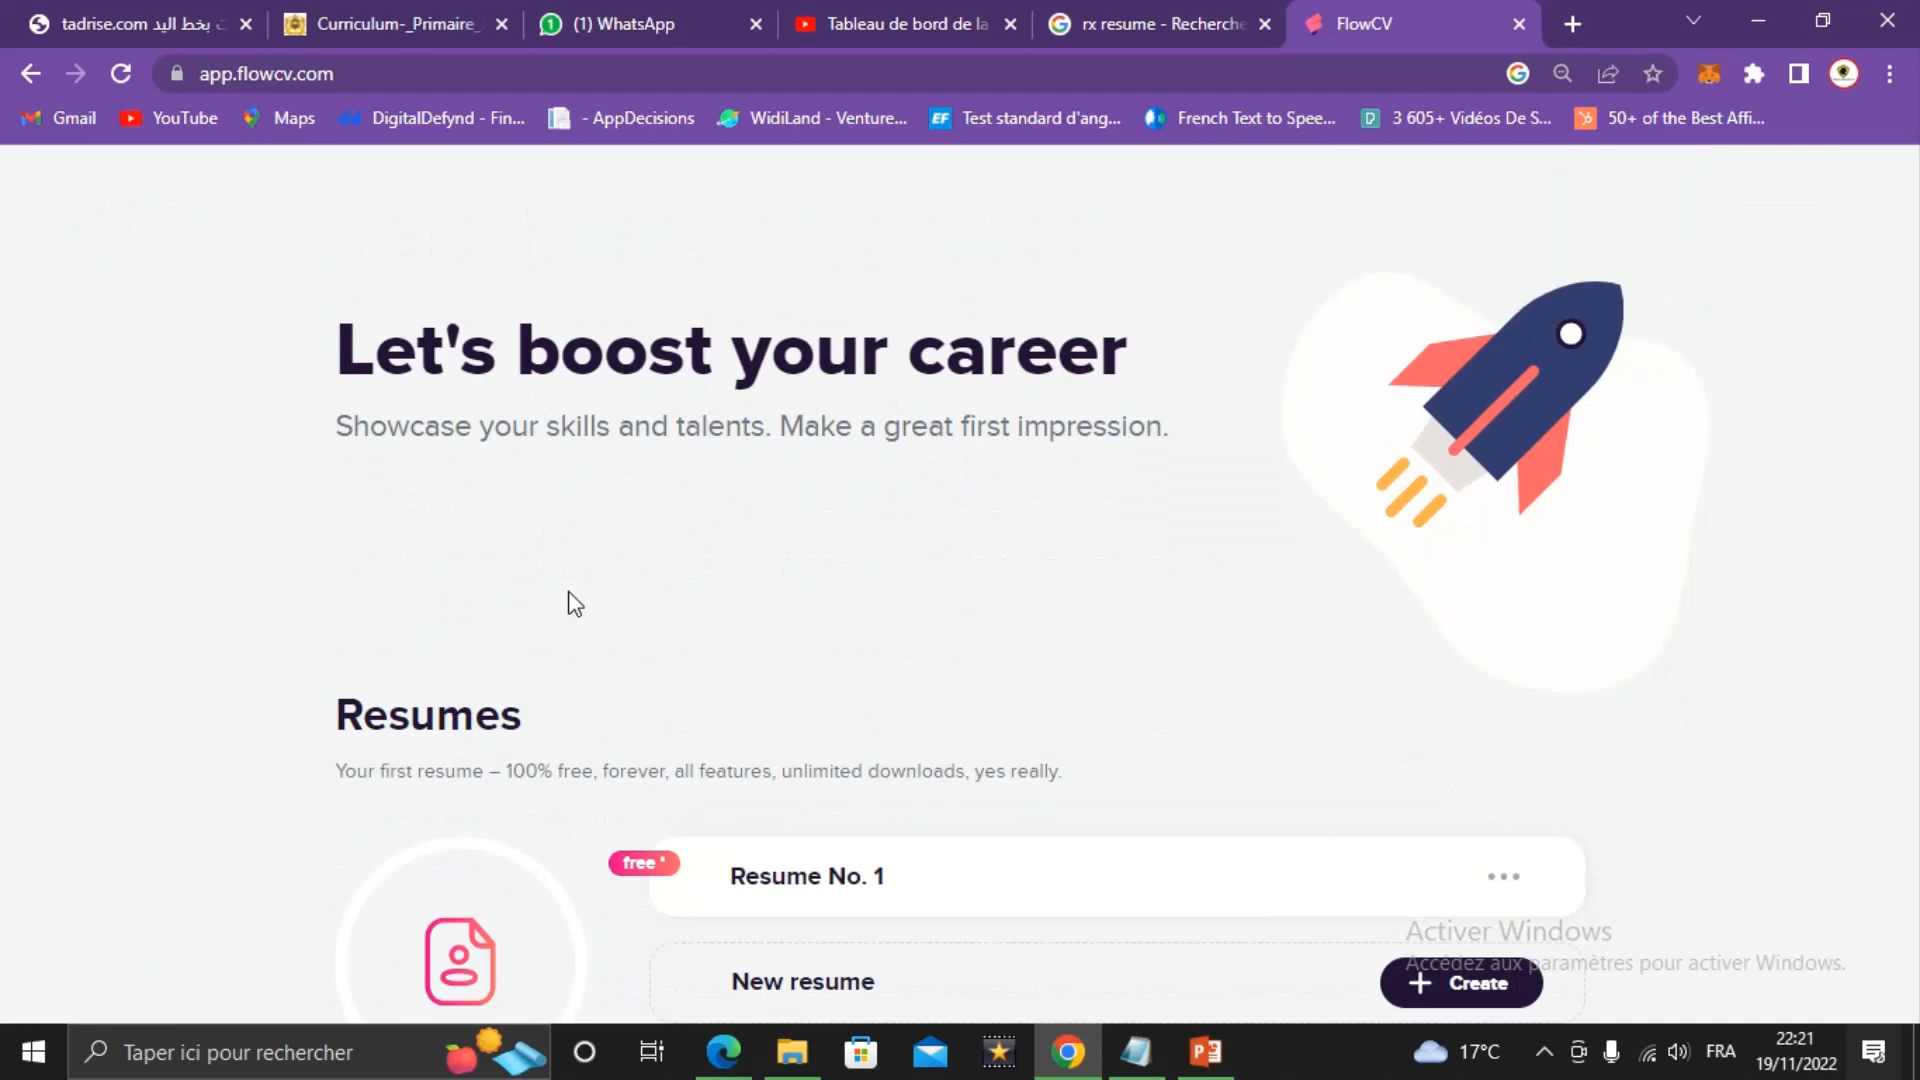 tadrise.com ت بخط اليد
Curriculum-_Primaire_
(1) WhatsApp
Tableau de bord de la
rx resume - Recherche
FlowCV
app.flowcv.com
Gmail
YouTube
Maps
DigitalDefynd - Fin...
- AppDecisions
WidiLand - Venture...
EF
Test standard d'ang...
French Text to Spee...
3 605+ Vidéos De S...
50+ of the Best Affi...
Let's boost your career
Showcase your skills and talents. Make a great first impression.
Resumes
Your first resume – 100% free, forever, all features, unlimited downloads, yes really.
free *
Resume No. 1
Activer Windows
Accédez aux paramètres pour activer Windows.
New resume
Create
Taper ici pour rechercher
17°C
FRA
22:21
19/11/2022